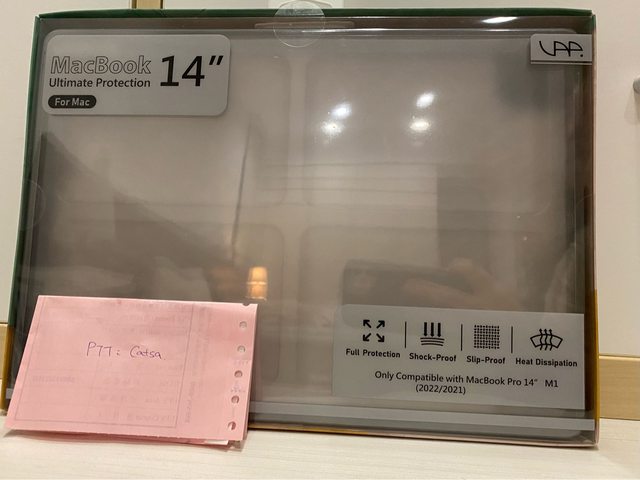 MacBook
Ultimate Protection
14"
For Mac
Full Protection
Shock-Proof
Slip-Proof
Heat Dissipation
Only Compatible with MacBook Pro 14" M1
(2022/2021)
PTT: Catsa